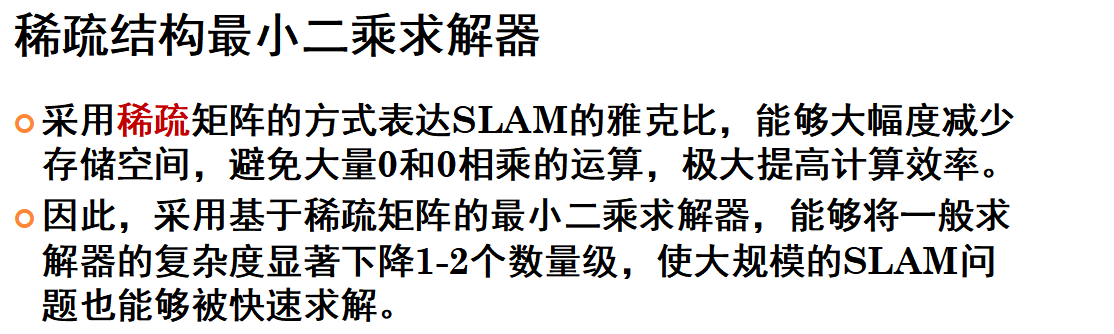 稀疏结构最小二乘求解器
采用稀疏矩阵的方式表达SLAM的雅克比，能够大幅度减少
存储空间，避免大量0和0相乘的运算，极大提高计算效率。
因此，采用基于稀疏矩阵的最小二乘求解器，能够将一般求
解器的复杂度显著下降1-2个数量级，使大规模的SLAM问
题也能够被快速求解。